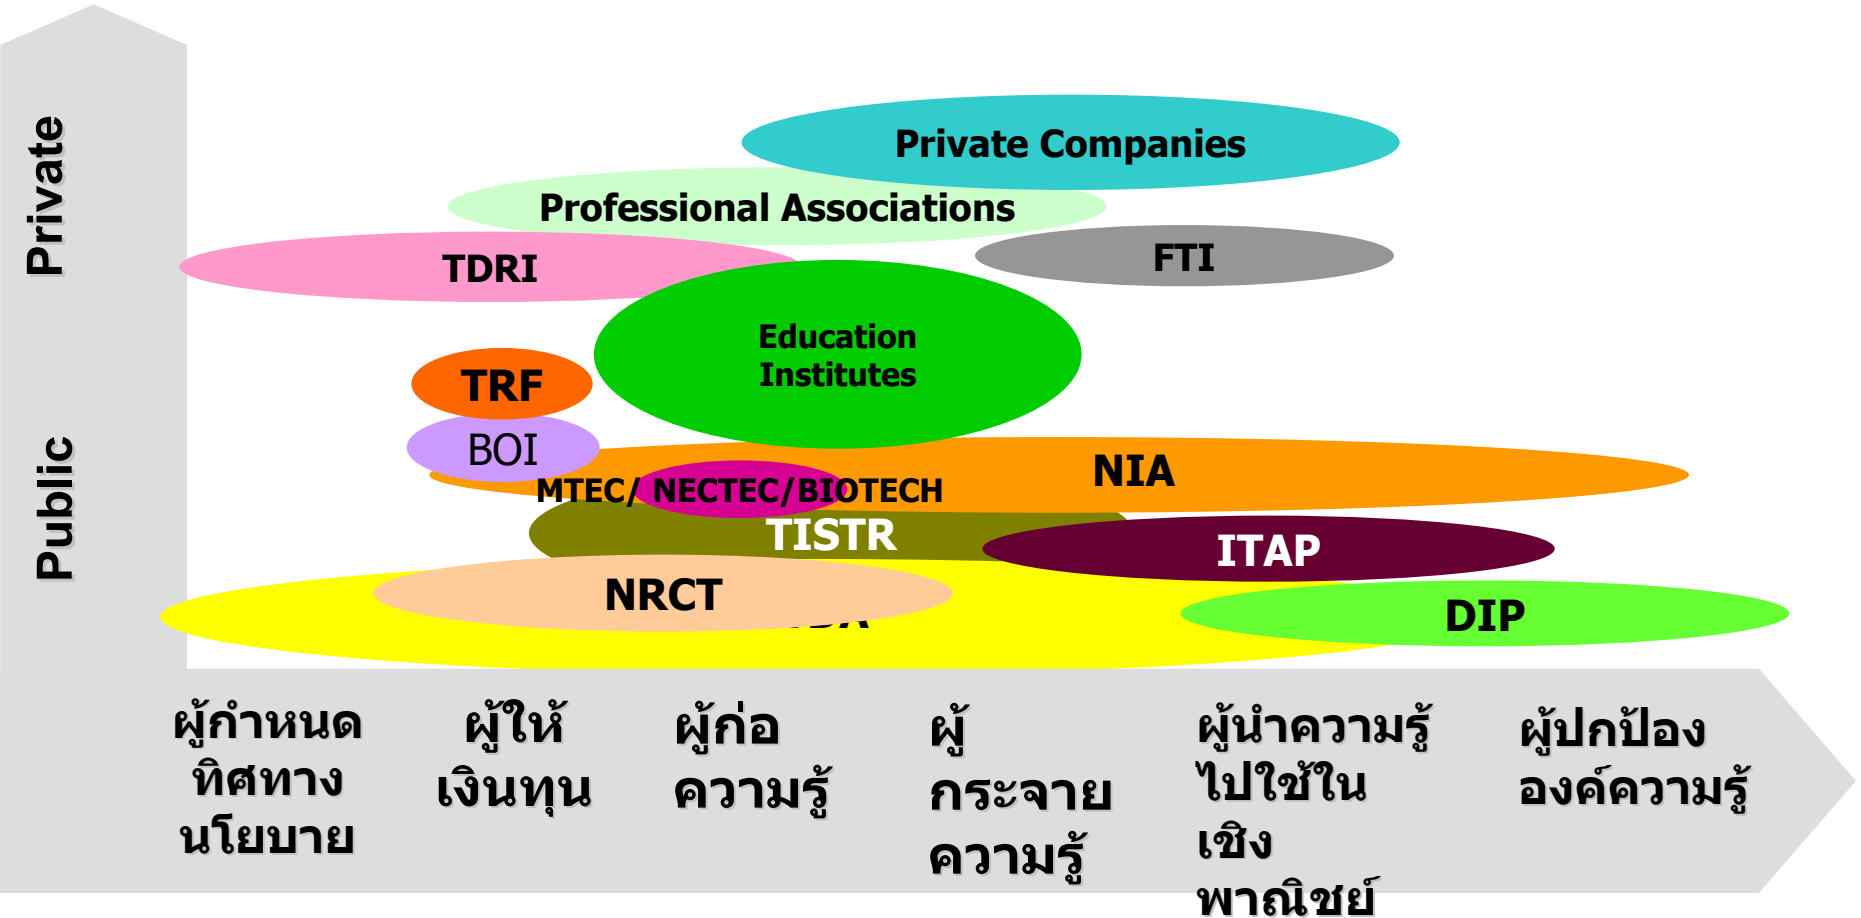 Private
Public
Private Companies
Professional Associations
TDRI
FTI
Education
Institutes
TRF
BOI
NIA
MTEC/ NECTEC/BIOTECH
TISTR
ITAP
NRCT
DIP
ผู้กำหนด
ทิศทาง
นโยบาย
ผู้ให้
เงินทุน
ผู้ก่อ
ความรู้
ผู้
กระจาย
ความรู้
ผู้นำความรู้
ไปใช้ใน
เชิง
พาณิชย์
ผู้ปกป้อง
องค์ความรู้